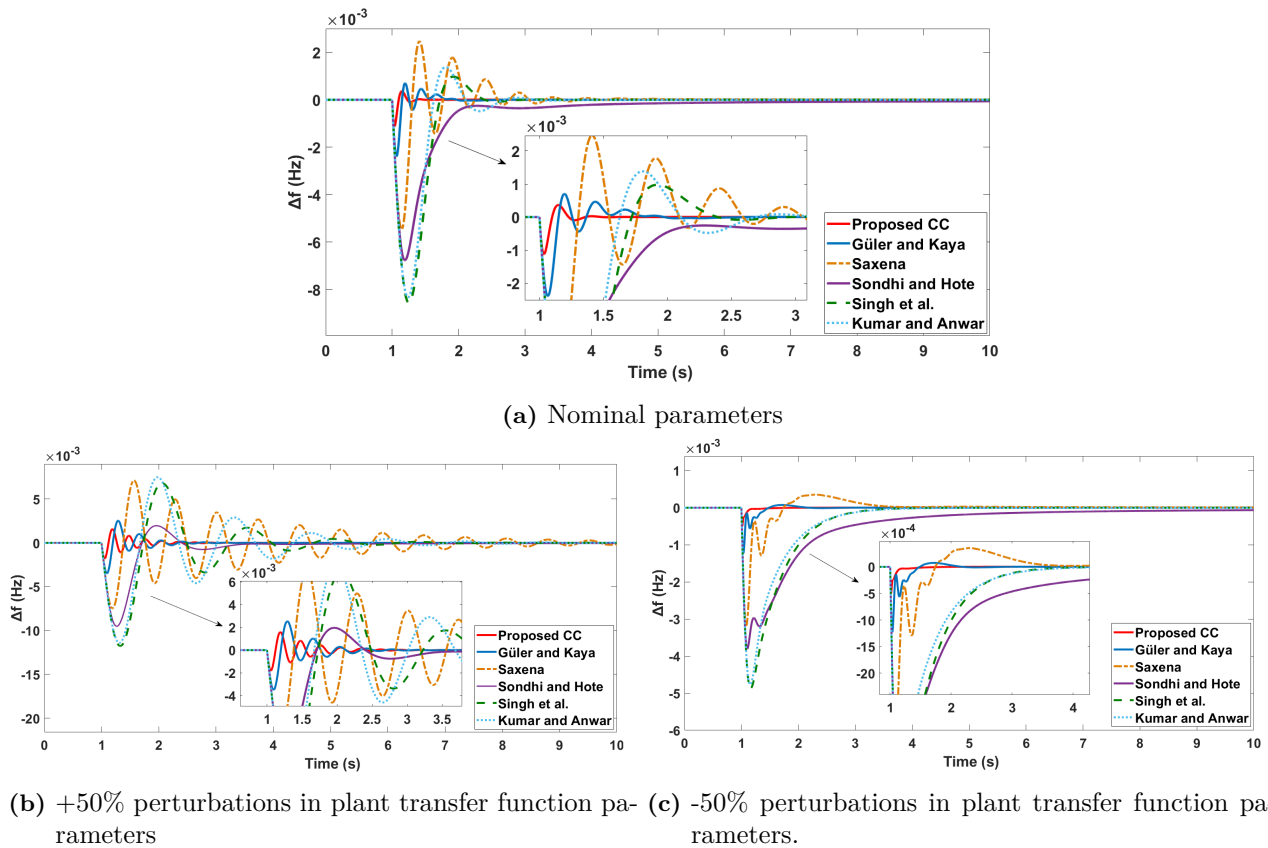 ×10⁻³
2
0
-2
-4
-6
-8
Δf (Hz)
×10⁻³
2
1
0
-1
-2
1 1.5 2 2.5 3
Proposed CC
Güler and Kaya
Saxena
Sondhi and Hote
Singh et al.
Kumar and Anwar
0 1 2 3 4 5 6 7 8 9 10
Time (s)
(a) Nominal parameters
×10⁻³
5
0
-5
-10
-15
-20
Δf (Hz)
×10⁻³
6
4
2
0
-2
-4
1 1.5 2 2.5 3 3.5
Proposed CC
Güler and Kaya
Saxena
Sondhi and Hote
Singh et al.
Kumar and Anwar
0 1 2 3 4 5 6 7 8 9 10
Time (s)
(b) +50% perturbations in plant transfer function pa-
rameters
×10⁻³
1
0
-1
-2
-3
-4
-5
-6
Δf (Hz)
×10⁻⁴
0
-5
-10
-15
-20
1 2 3 4
Proposed CC
Güler and Kaya
Saxena
Sondhi and Hote
Singh et al.
Kumar and Anwar
0 1 2 3 4 5 6 7 8 9 10
Time (s)
(c) -50% perturbations in plant transfer function pa
rameters.